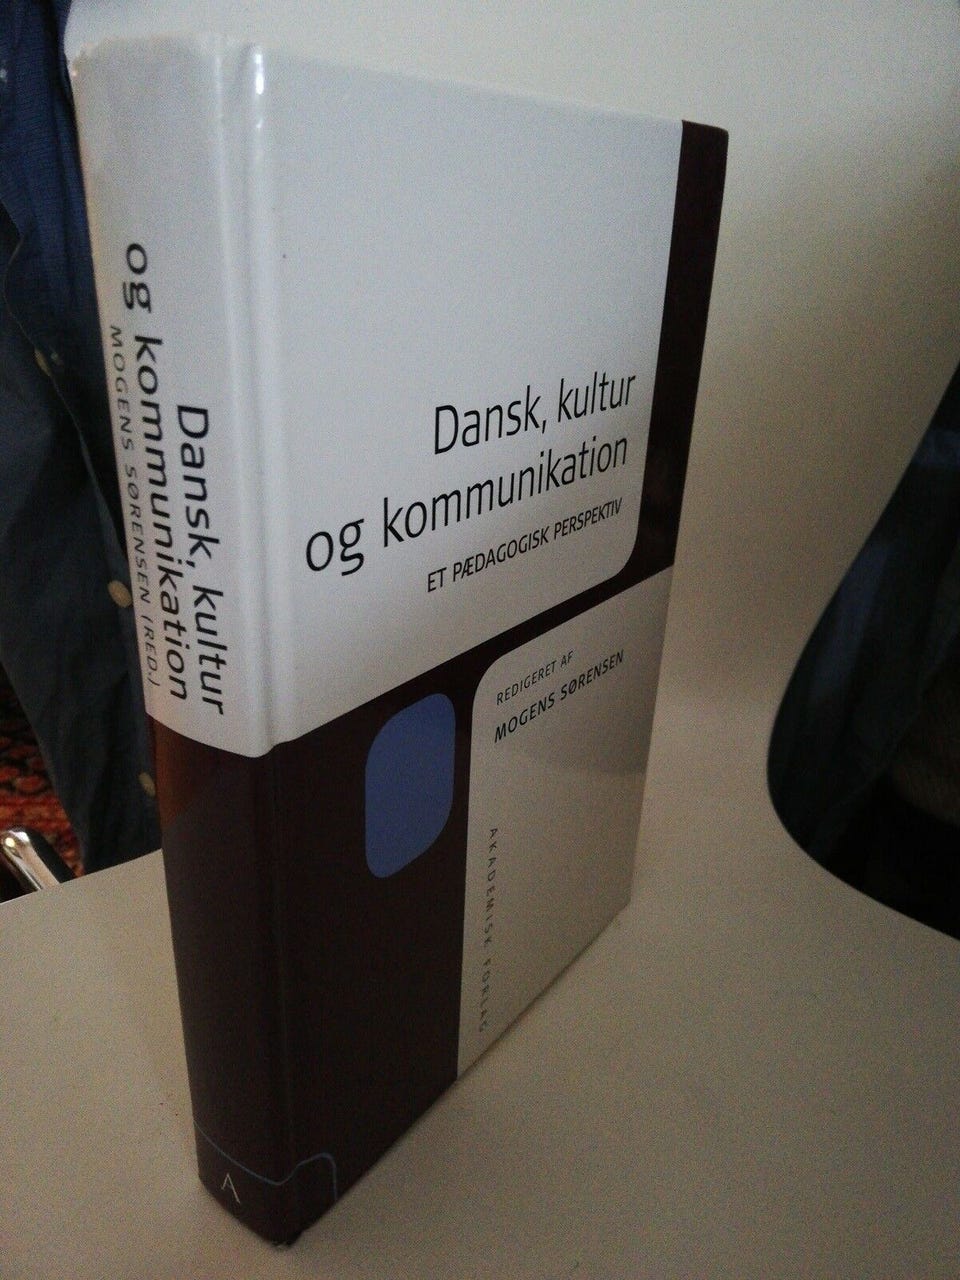 Dansk, kultur
og kommunikation
MOGENS SØRENSEN (RED.)
Dansk, kultur
og kommunikation
ET PÆDAGOGISK PERSPEKTIV
REDIGERET AF
MOGENS SØRENSEN
AKADEMISK FORLAG
A